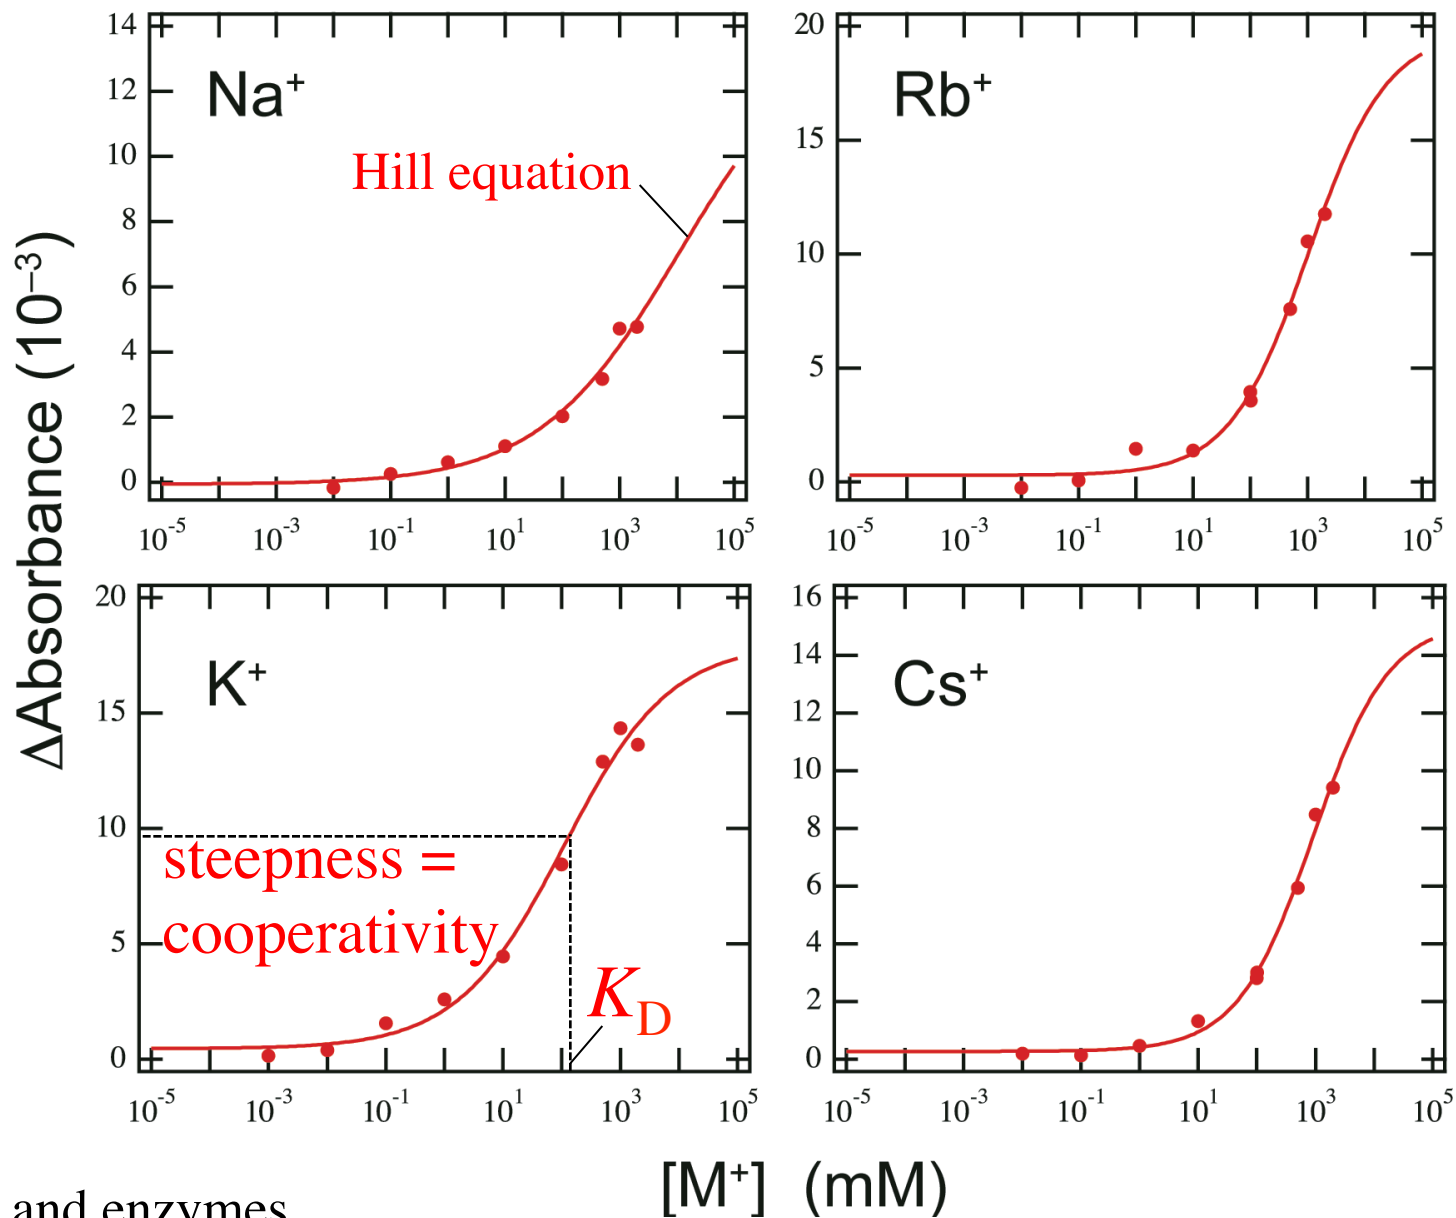 ΔAbsorbance (10⁻³)
14
12
10
8
6
4
2
0
Na⁺
Hill equation
10⁻⁵ 10⁻³ 10⁻¹ 10¹ 10³ 10⁵
20
15
10
5
0
Rb⁺
10⁻⁵ 10⁻³ 10⁻¹ 10¹ 10³ 10⁵
20
15
10
5
0
K⁺
steepness =
cooperativity
K_D
10⁻⁵ 10⁻³ 10⁻¹ 10¹ 10³ 10⁵
16
14
12
10
8
6
4
2
0
Cs⁺
10⁻⁵ 10⁻³ 10⁻¹ 10¹ 10³ 10⁵
[M⁺] (mM)
and enzymes